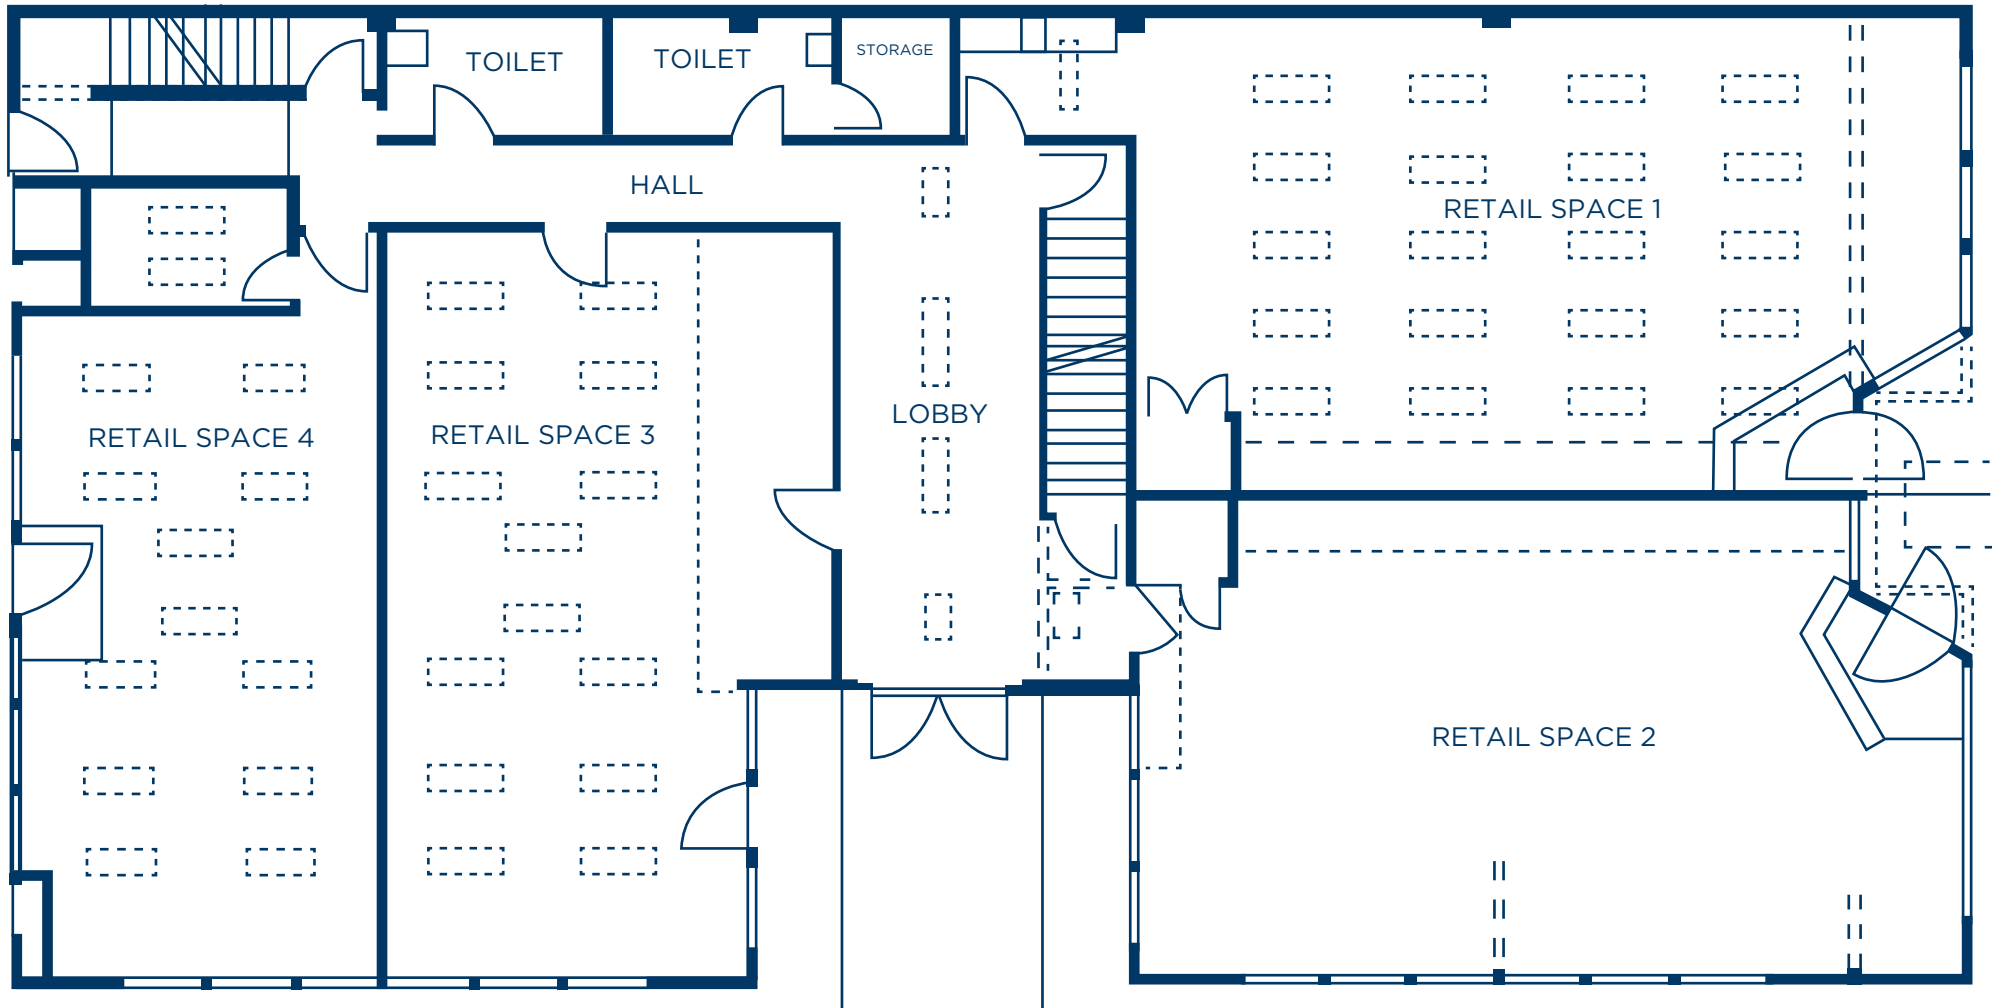 TOILET
TOILET
STORAGE
HALL
RETAIL SPACE 1
LOBBY
RETAIL SPACE 4
RETAIL SPACE 3
RETAIL SPACE 2